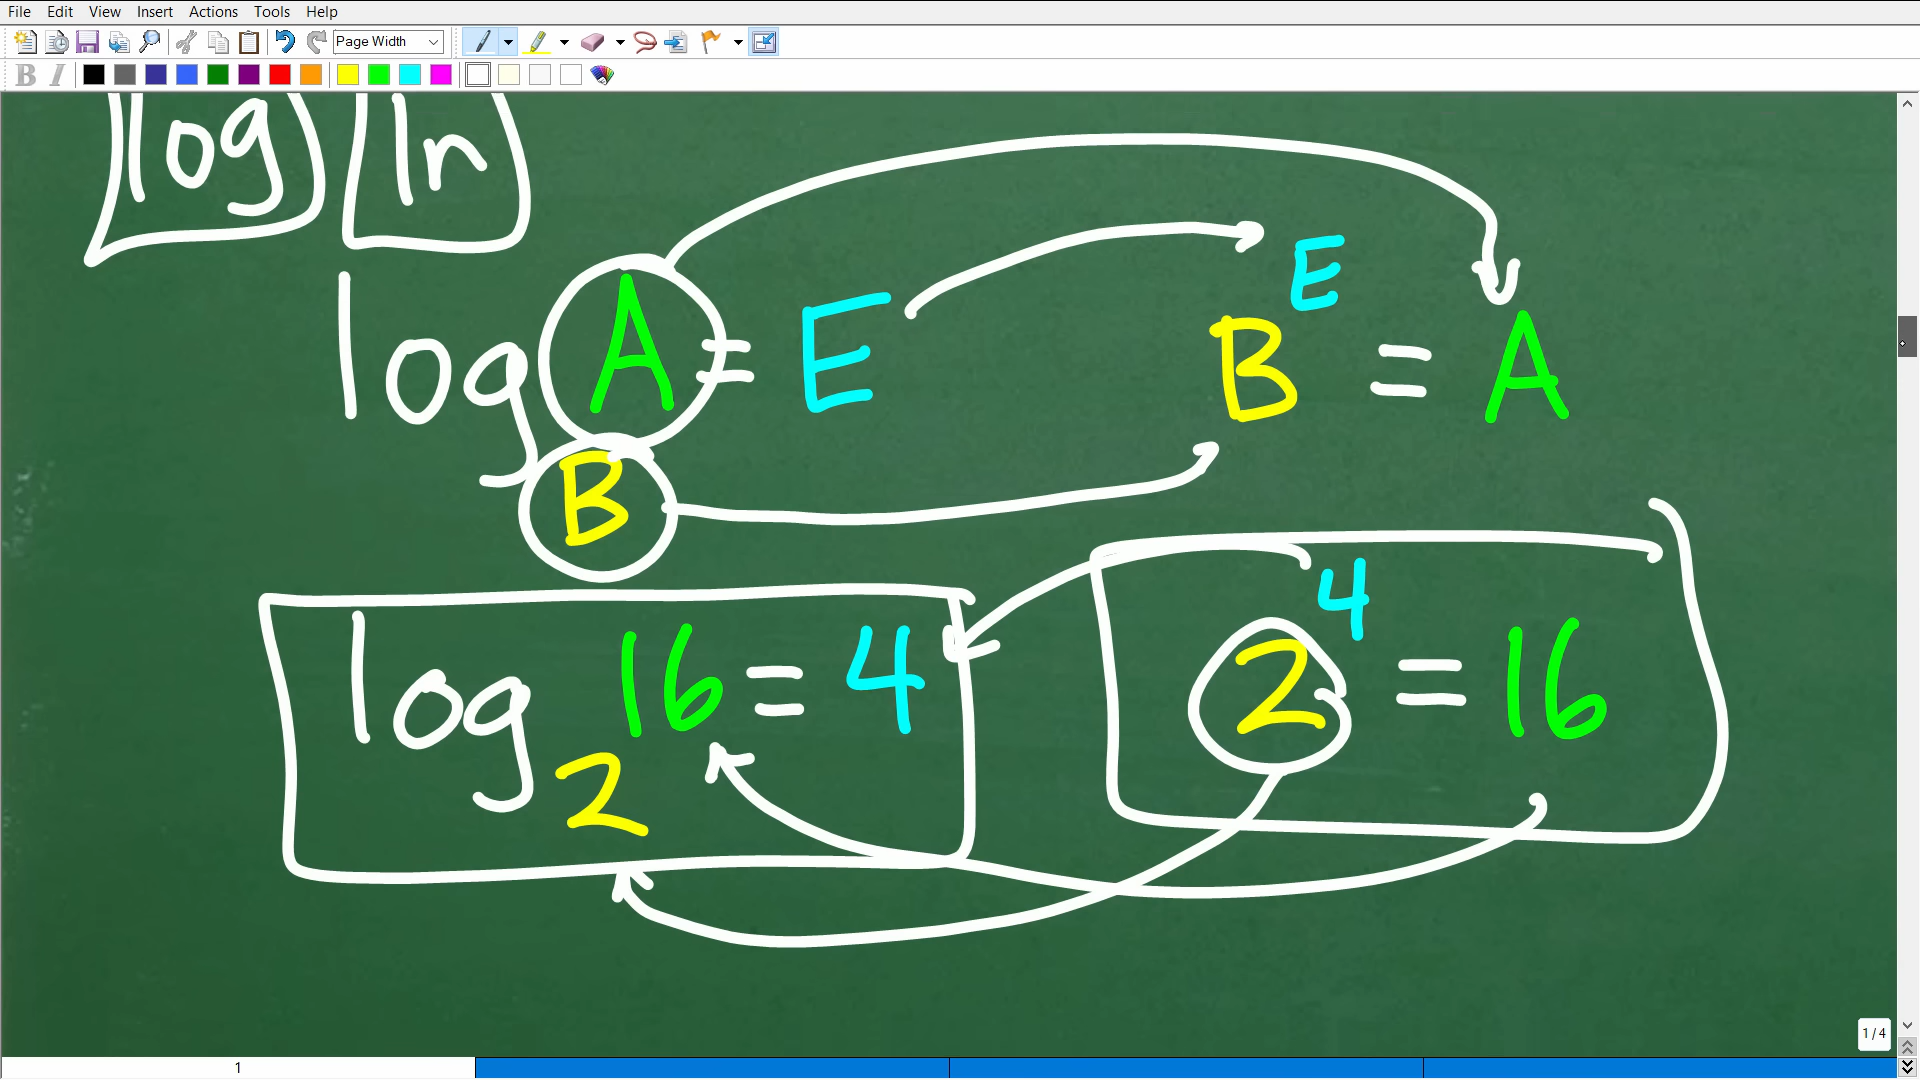 File Edit View Insert Actions Tools Help
Page Width
B I
log ln
log_B A = E B^E = A
log_2 16 = 4 2^4 = 16
1 / 4
1